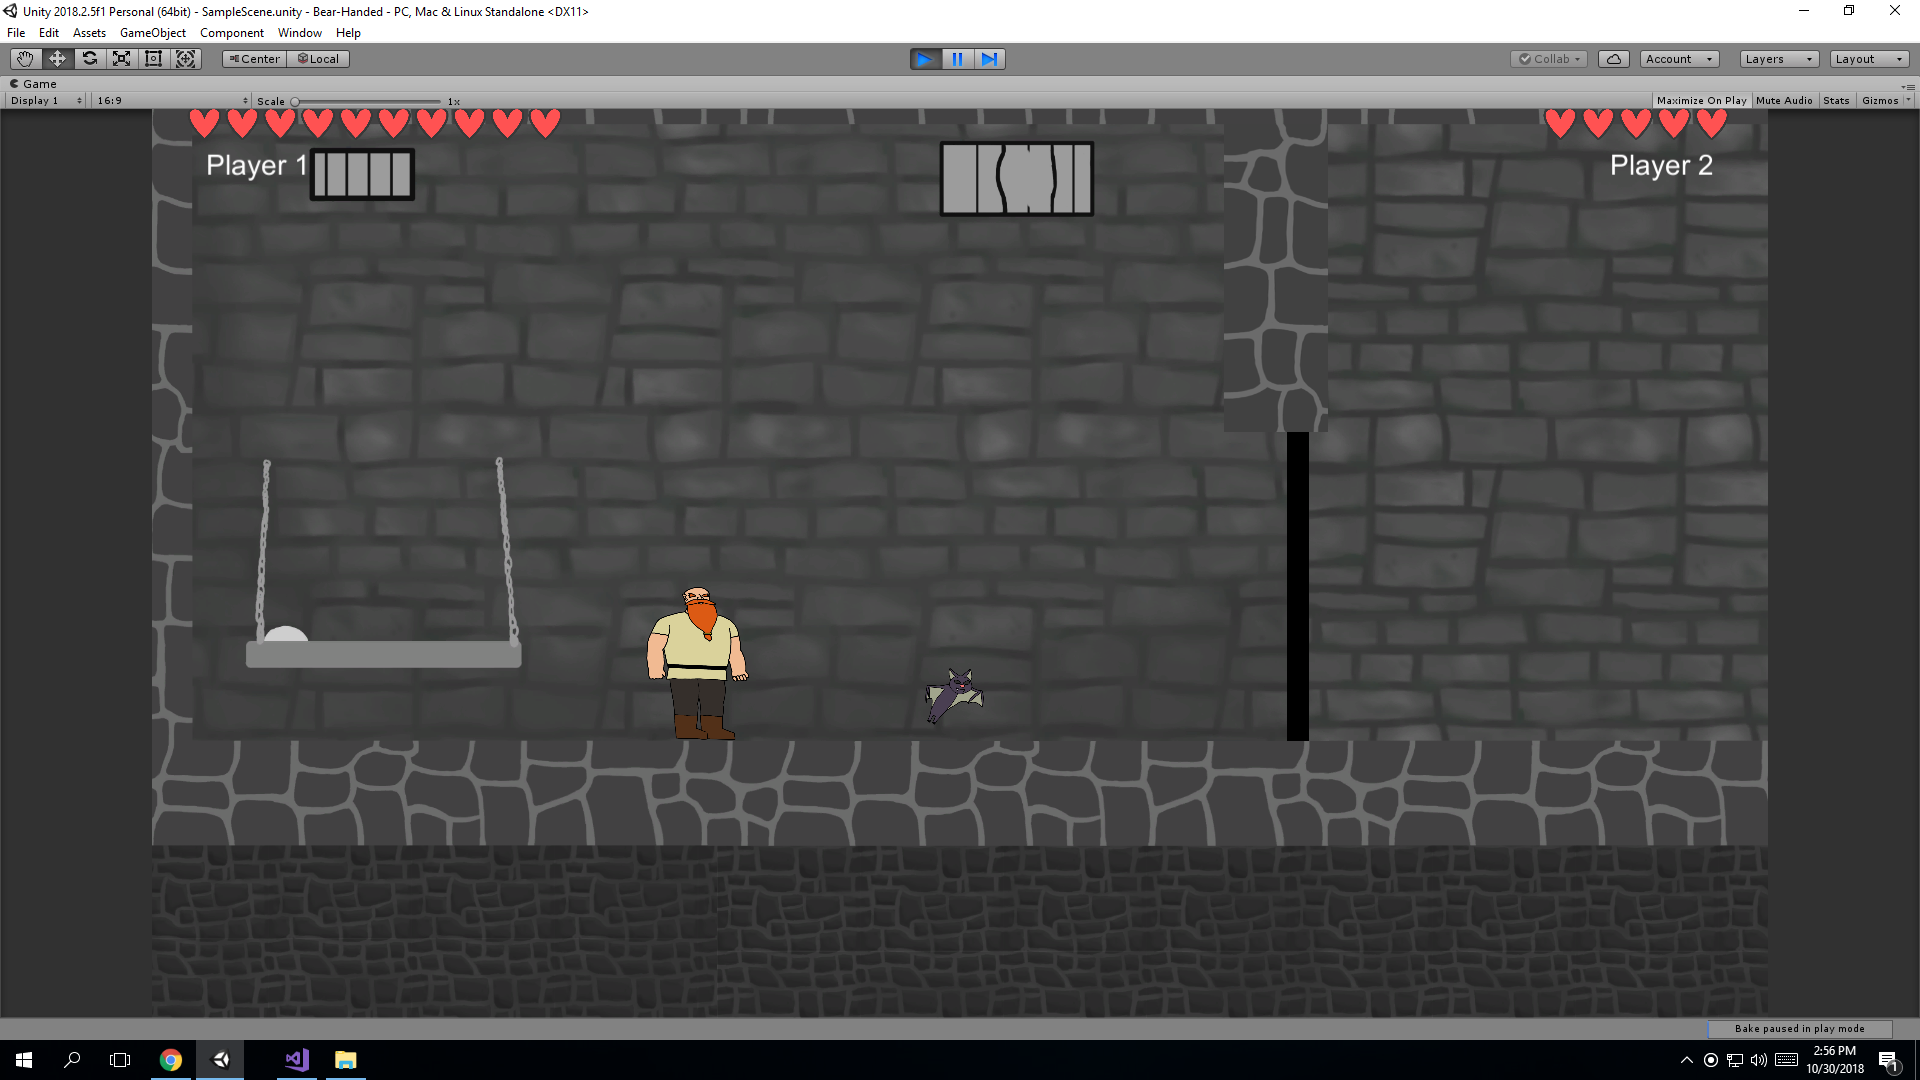 Unity 2018.2.5f1 Personal (64bit) - SampleScene.unity - Bear-Handed - PC, Mac & Linux Standalone <DX11>
File Edit Assets GameObject Component Window Help
Center Local Collab Account Layers Layout
Game
Display 1 16:9 Scale 1x Maximize On Play Mute Audio Stats Gizmos
Player 1 Player 2
Bake paused in play mode
2:56 PM
10/30/2018
1